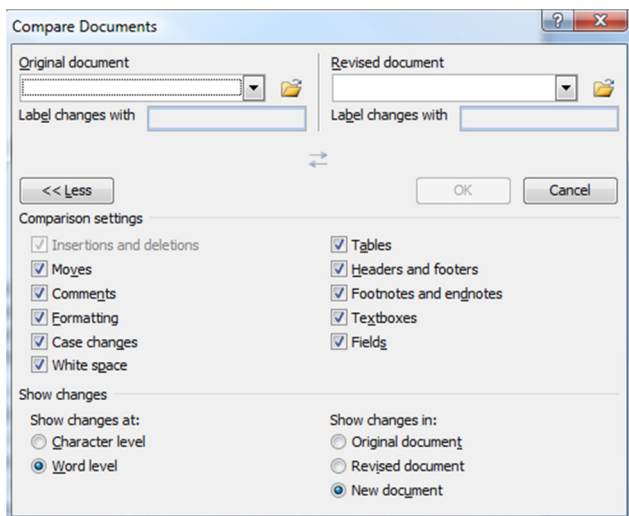 Compare Documents
?
X
Original document
Revised document
Label changes with
Label changes with
<< Less
OK
Cancel
Comparison settings
Insertions and deletions
Moves
Comments
Formatting
Case changes
White space
Tables
Headers and footers
Footnotes and endnotes
Textboxes
Fields
Show changes
Show changes at:
Character level
Word level
Show changes in:
Original document
Revised document
New document